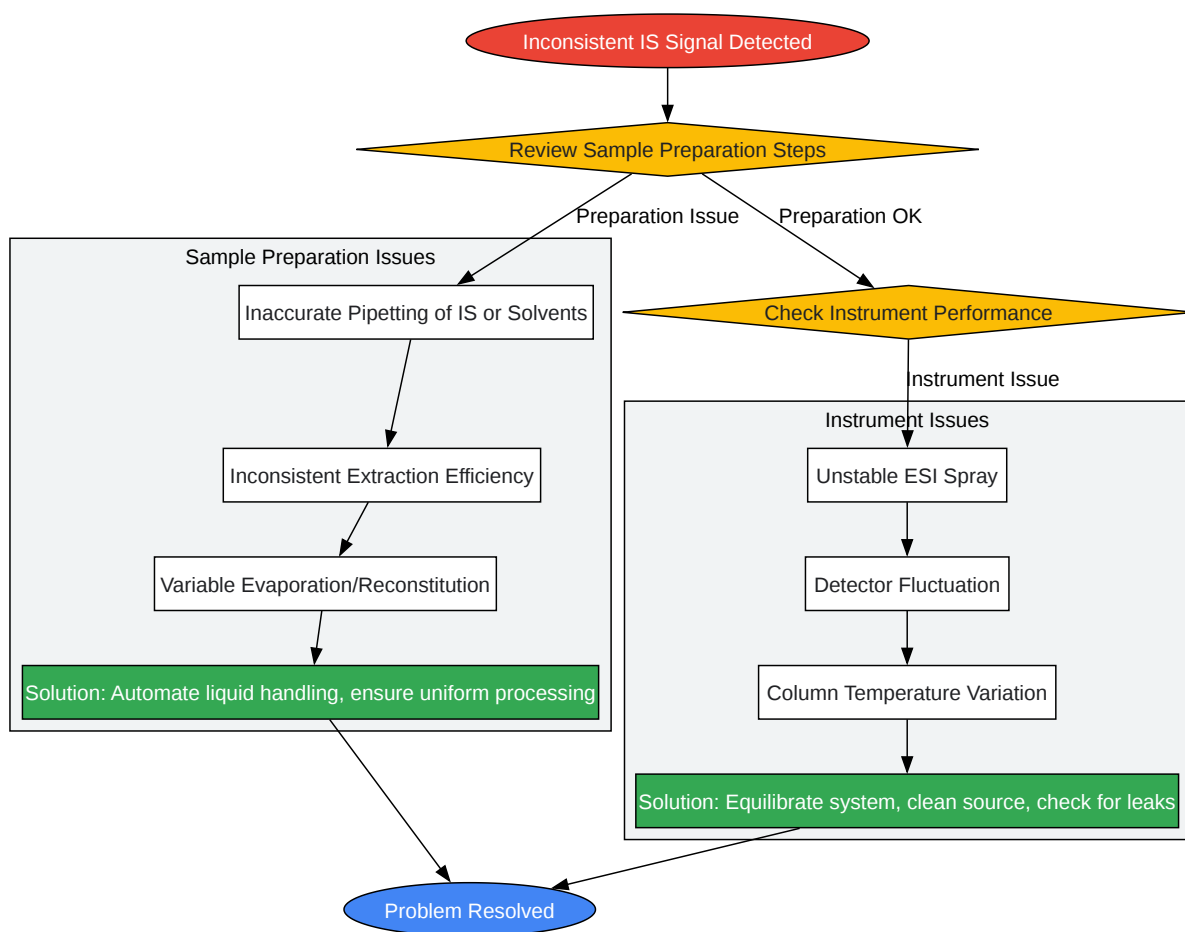 Inconsistent IS Signal Detected
Review Sample Preparation Steps
Preparation Issue
Preparation OK
Sample Preparation Issues
Inaccurate Pipetting of IS or Solvents
Check Instrument Performance
Instrument Issue
Instrument Issues
Inconsistent Extraction Efficiency
Unstable ESI Spray
Variable Evaporation/Reconstitution
Detector Fluctuation
Solution: Automate liquid handling, ensure uniform processing
Column Temperature Variation
Solution: Equilibrate system, clean source, check for leaks
Problem Resolved